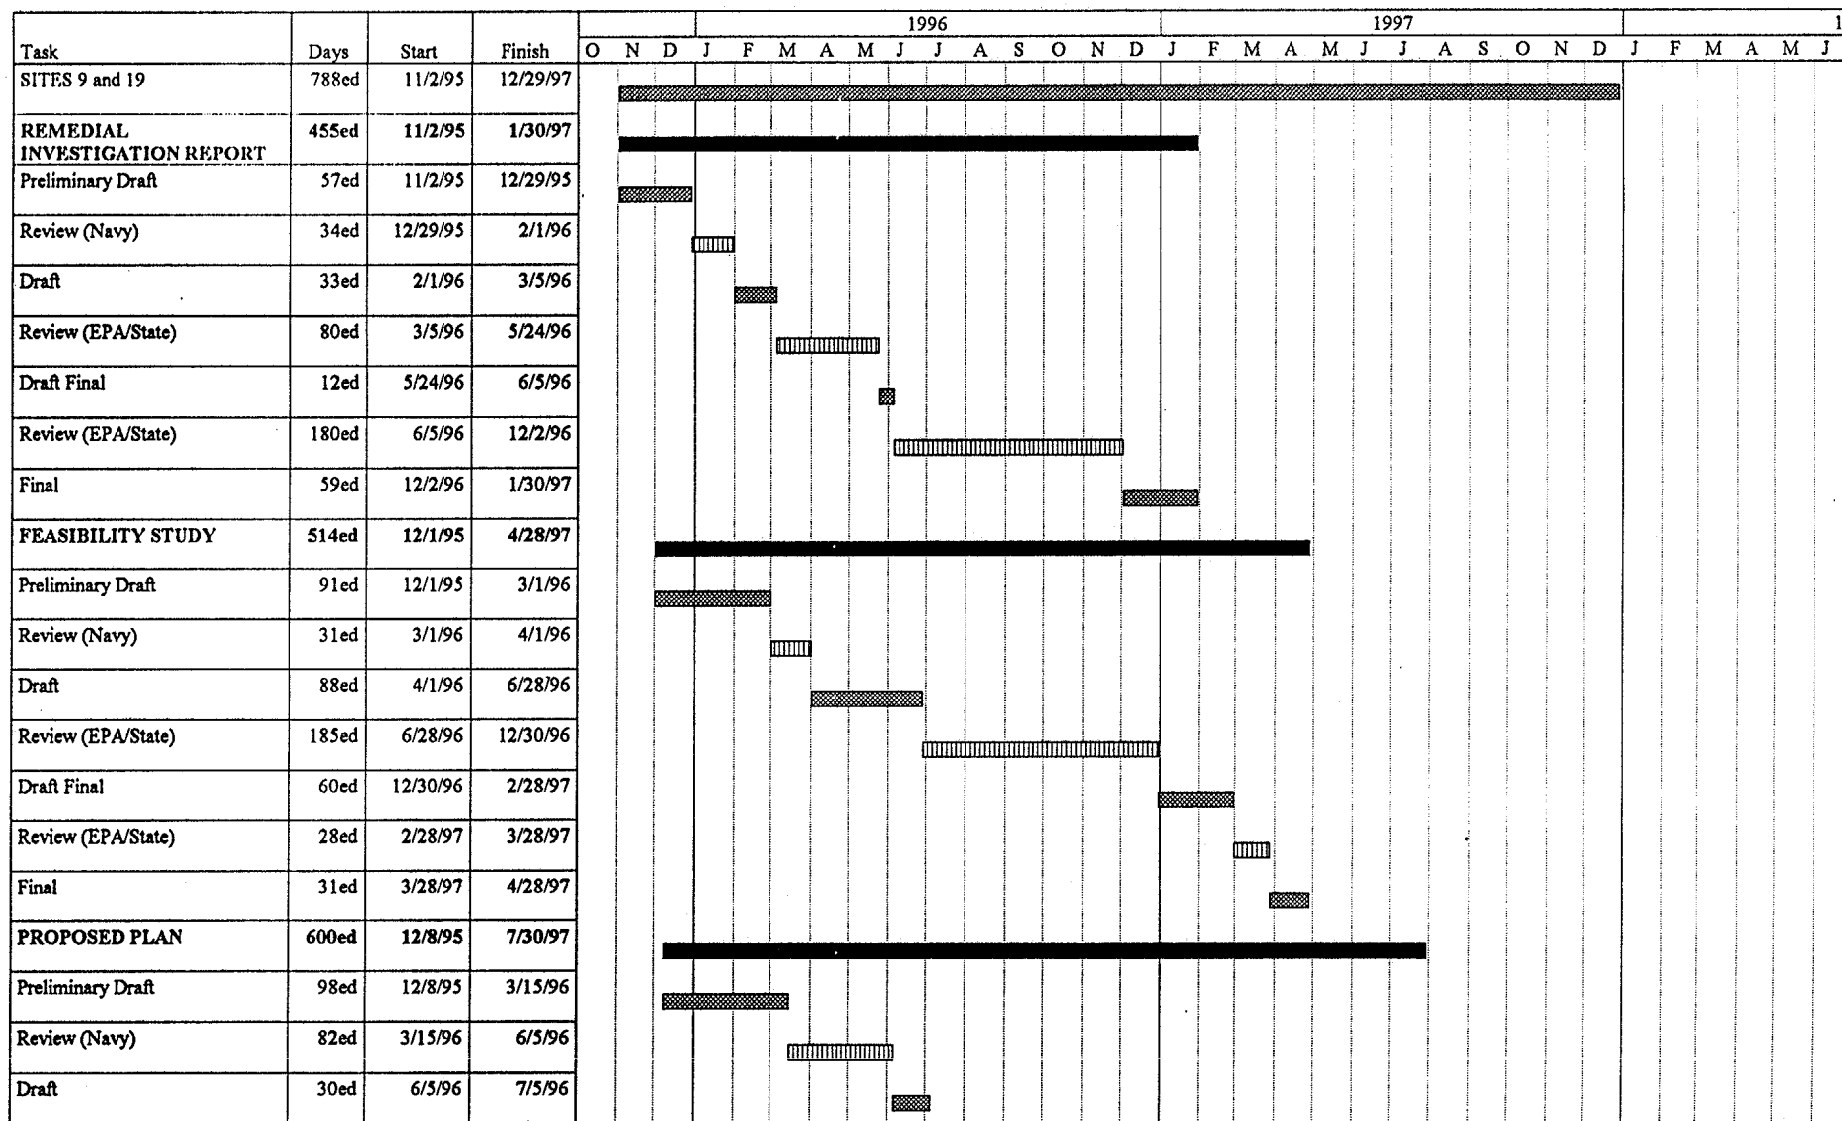 1996 1997 1
Task Days Start Finish O N D J F M A M J J A S O N D J F M A M J J A S O N D J F M A M J
SITES 9 and 19 788ed 11/2/95 12/29/97
REMEDIAL 455ed 11/2/95 1/30/97
INVESTIGATION REPORT
Preliminary Draft 57ed 11/2/95 12/29/95
Review (Navy) 34ed 12/29/95 2/1/96
Draft 33ed 2/1/96 3/5/96
Review (EPA/State) 80ed 3/5/96 5/24/96
Draft Final 12ed 5/24/96 6/5/96
Review (EPA/State) 180ed 6/5/96 12/2/96
Final 59ed 12/2/96 1/30/97
FEASIBILITY STUDY 514ed 12/1/95 4/28/97
Preliminary Draft 91ed 12/1/95 3/1/96
Review (Navy) 31ed 3/1/96 4/1/96
Draft 88ed 4/1/96 6/28/96
Review (EPA/State) 185ed 6/28/96 12/30/96
Draft Final 60ed 12/30/96 2/28/97
Review (EPA/State) 28ed 2/28/97 3/28/97
Final 31ed 3/28/97 4/28/97
PROPOSED PLAN 600ed 12/8/95 7/30/97
Preliminary Draft 98ed 12/8/95 3/15/96
Review (Navy) 82ed 3/15/96 6/5/96
Draft 30ed 6/5/96 7/5/96